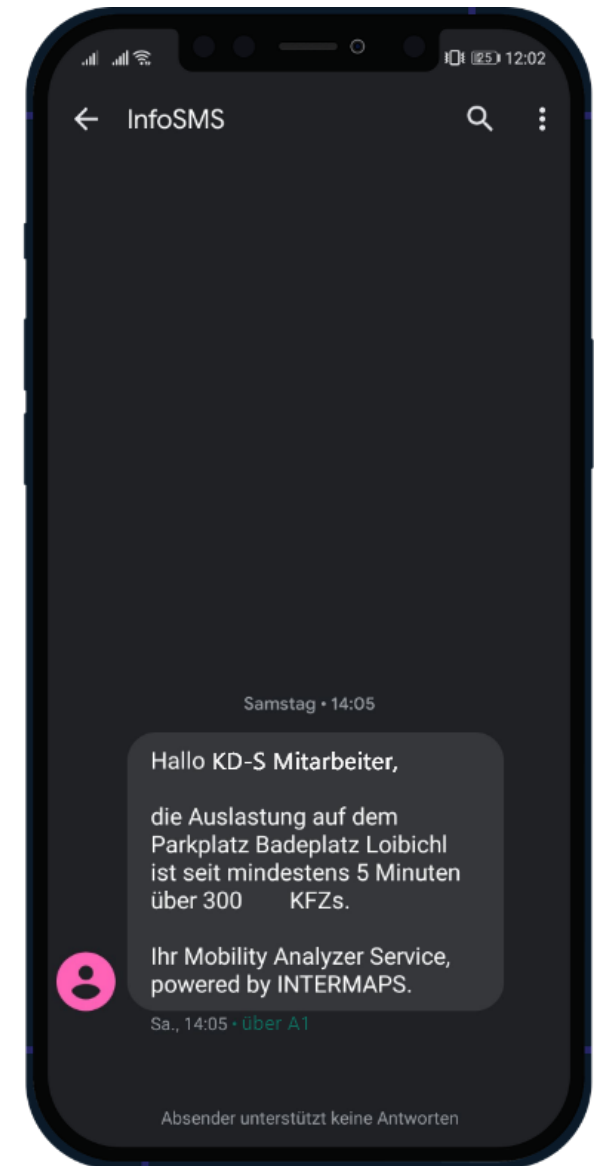 25 12:02
InfoSMS
Samstag • 14:05
Hallo KD-S Mitarbeiter,
die Auslastung auf dem
Parkplatz Badeplatz Loibichl
ist seit mindestens 5 Minuten
über 300 KFZs.
Ihr Mobility Analyzer Service,
powered by INTERMAPS.
Sa., 14:05 • über A1
Absender unterstützt keine Antworten